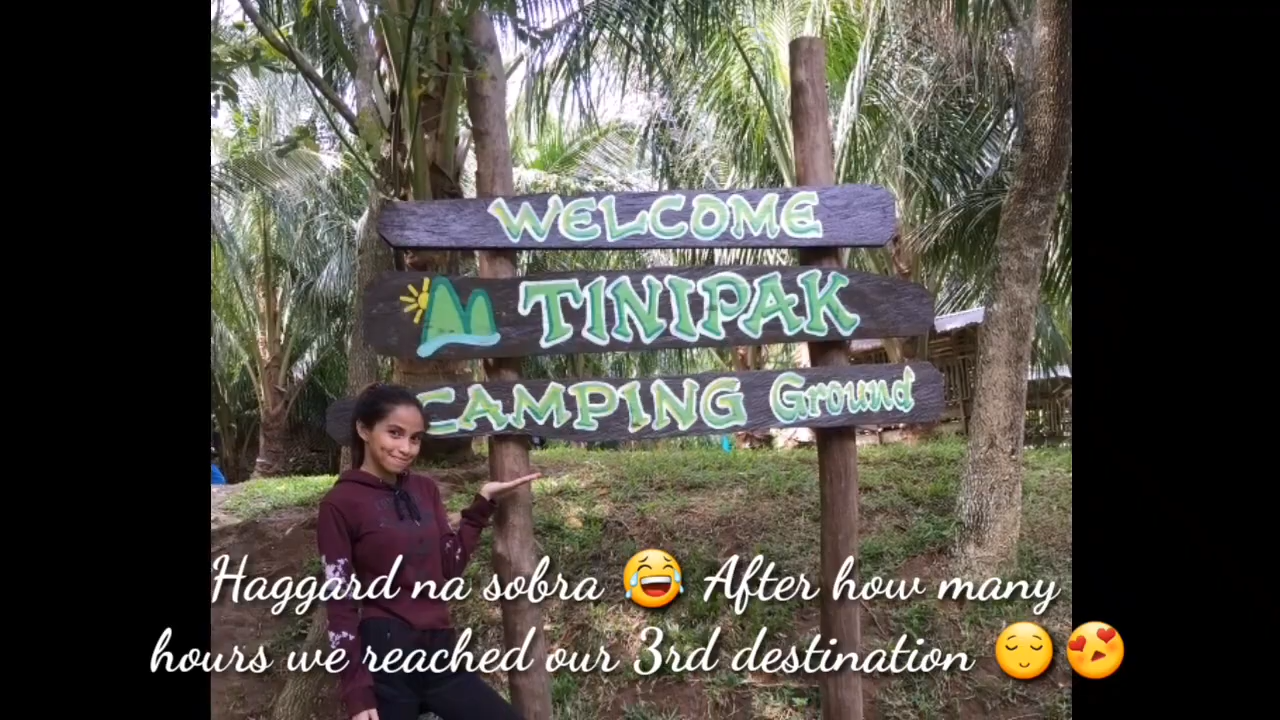 WELCOME
TINIPAK
CAMPING Ground
Haggard na sobra 😂 After how many
hours we reached our 3rd destination 😌😍